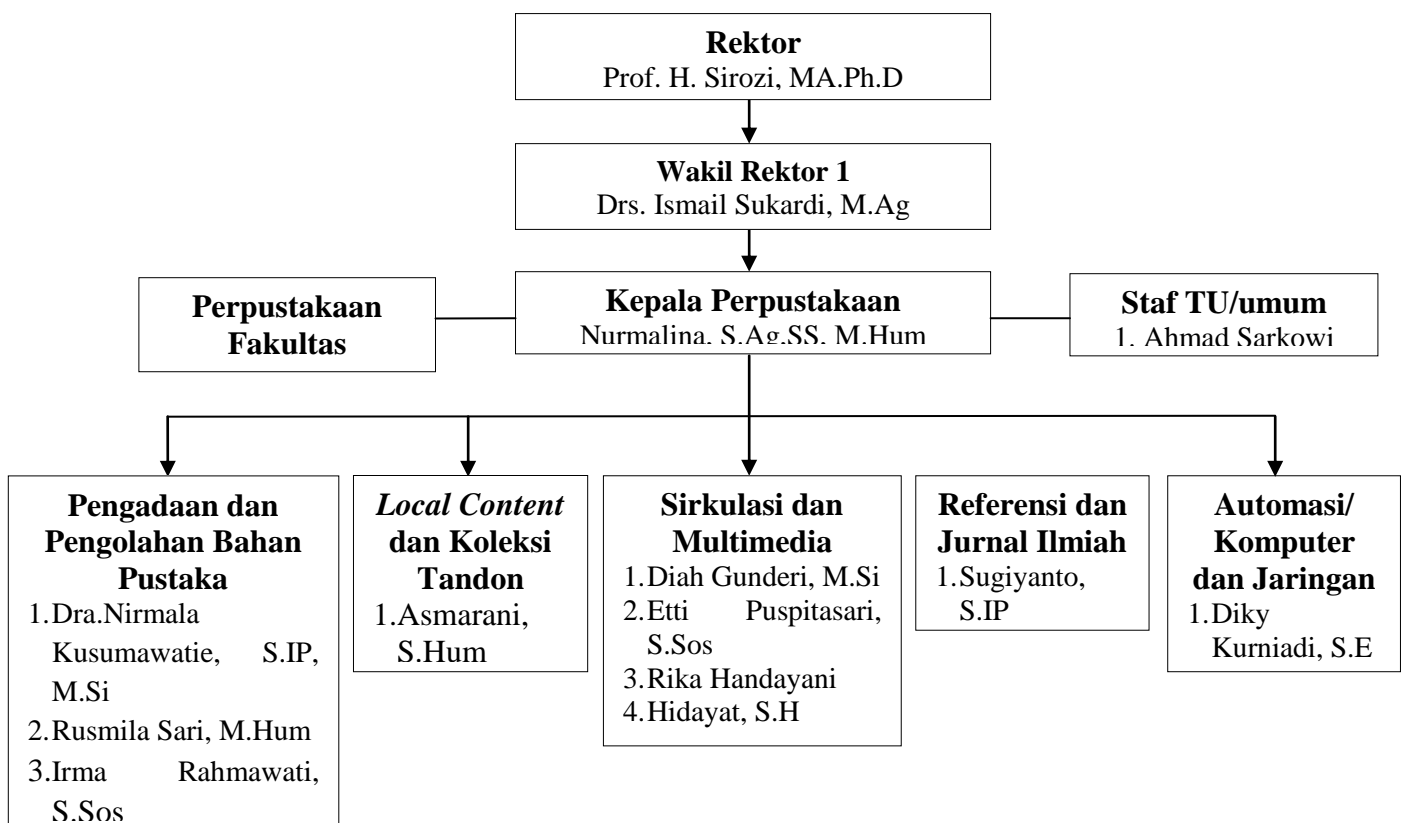 Rektor
Prof. H. Sirozi, MA.Ph.D
Wakil Rektor 1
Drs. Ismail Sukardi, M.Ag
Perpustakaan
Fakultas
Kepala Perpustakaan
Nurmalina, S.Ag,SS, M.Hum
Staf TU/umum
1. Ahmad Sarkowi
Pengadaan dan
Pengolahan Bahan
Pustaka
1.Dra.Nirmala
Kusumawatie, S.IP,
M.Si
2.Rusmila Sari, M.Hum
3.Irma Rahmawati,
S.Sos
Local Content
dan Koleksi
Tandon
1.Asmarani,
S.Hum
Sirkulasi dan
Multimedia
1.Diah Gunderi, M.Si
2.Etti Puspitasari,
S.Sos
3.Rika Handayani
4.Hidayat, S.H
Referensi dan
Jurnal Ilmiah
1.Sugiyanto,
S.IP
Automasi/
Komputer
dan Jaringan
1.Diky
Kurniadi, S.E